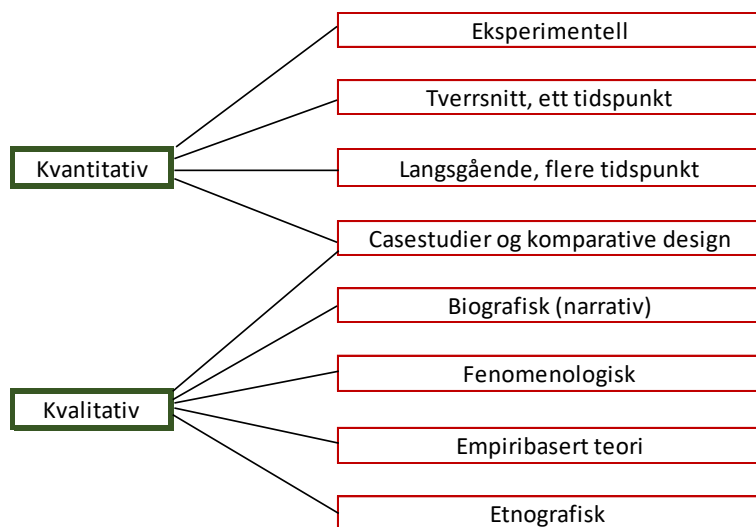 Eksperimentell
Tverrsnitt, ett tidspunkt
Kvantitativ
Langsgående, flere tidspunkt
Casestudier og komparative design
Biografisk (narrativ)
Fenomenologisk
Kvalitativ
Empiribasert teori
Etnografisk